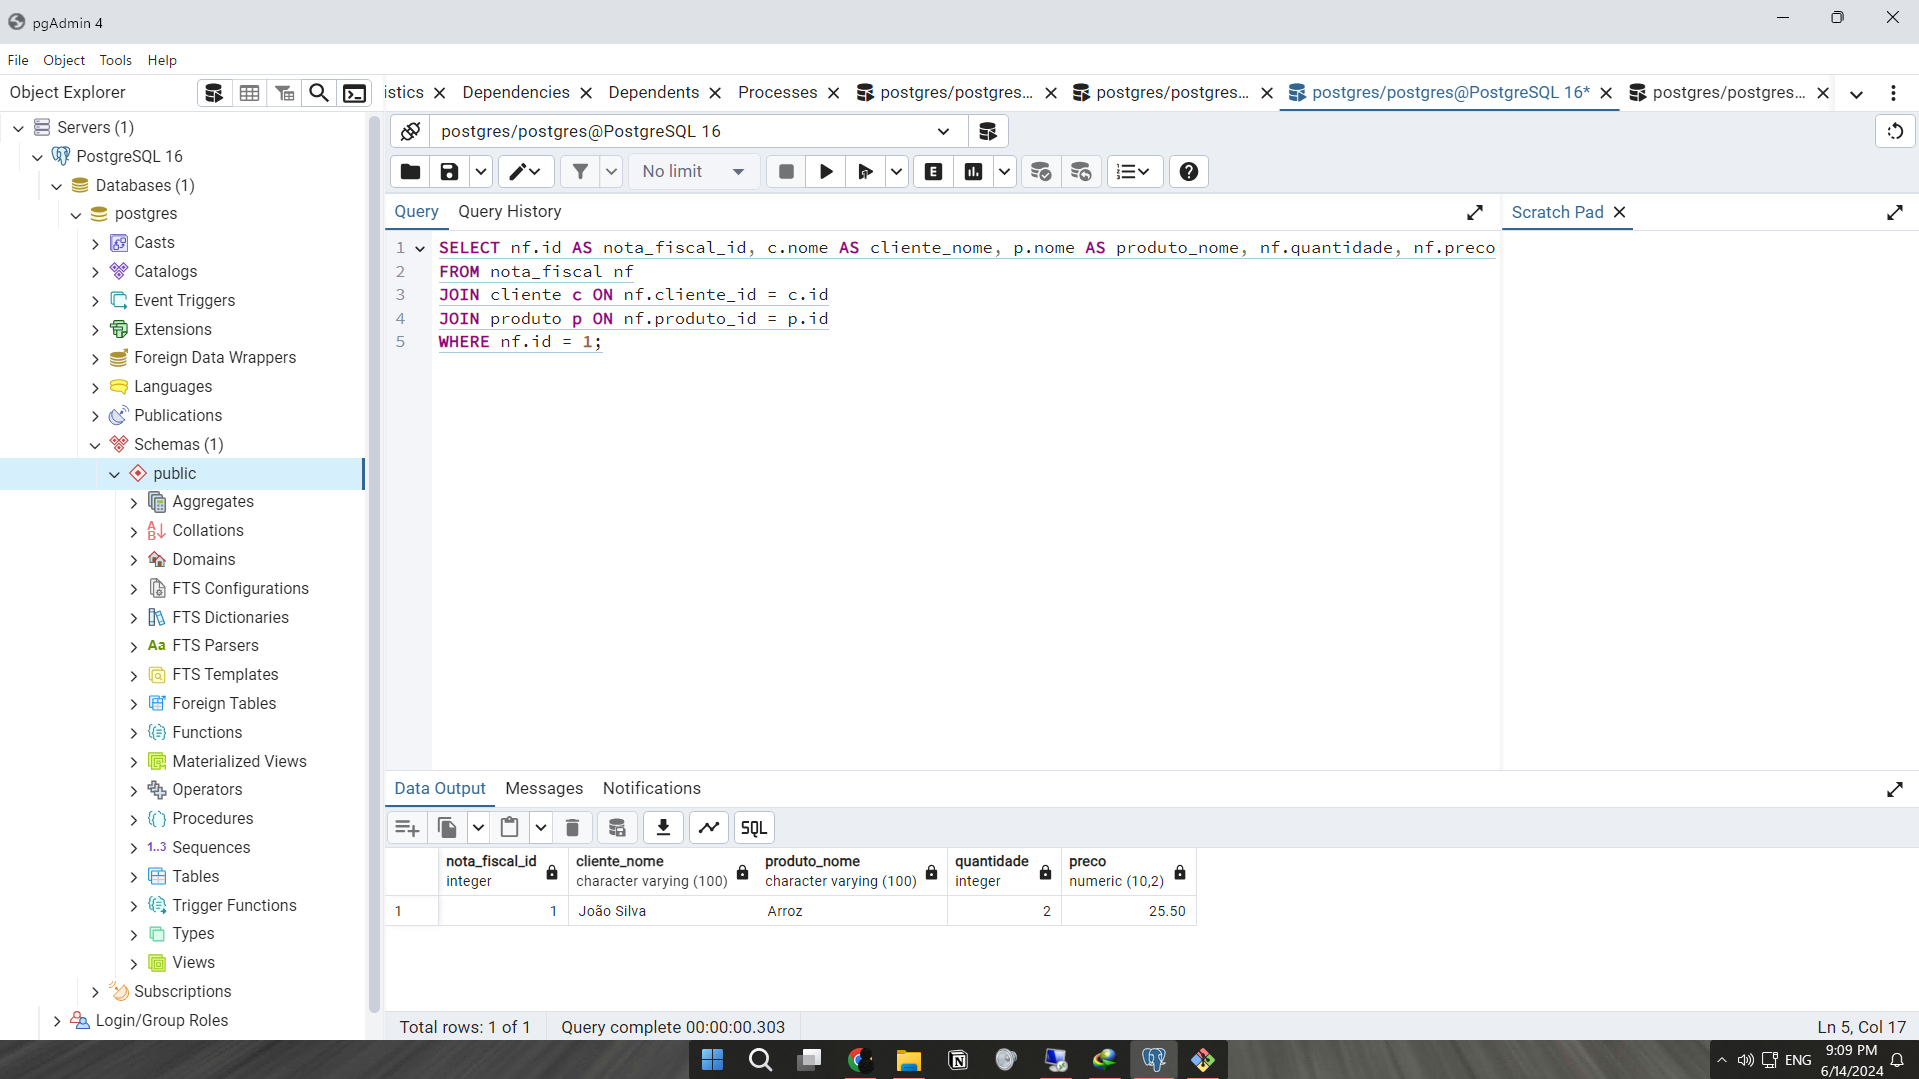 pgAdmin 4
File Object Tools Help
Object Explorer
istics Dependencies Dependents Processes postgres/postgres... postgres/postgres... postgres/postgres@PostgreSQL 16* postgres/postgres...
Servers (1)
PostgreSQL 16
Databases (1)
postgres
Casts
Catalogs
Event Triggers
Extensions
Foreign Data Wrappers
Languages
Publications
Schemas (1)
public
Aggregates
Collations
Domains
FTS Configurations
FTS Dictionaries
Aa FTS Parsers
FTS Templates
Foreign Tables
Functions
Materialized Views
Operators
Procedures
1..3 Sequences
Tables
Trigger Functions
Types
Views
Subscriptions
Login/Group Roles
postgres/postgres@PostgreSQL 16
No limit
E
Query Query History
Scratch Pad
1 SELECT nf.id AS nota_fiscal_id, c.nome AS cliente_nome, p.nome AS produto_nome, nf.quantidade, nf.preco
2 FROM nota_fiscal nf
3 JOIN cliente c ON nf.cliente_id = c.id
4 JOIN produto p ON nf.produto_id = p.id
5 WHERE nf.id = 1;
Data Output Messages Notifications
SQL
nota_fiscal_id cliente_nome produto_nome quantidade preco
integer character varying (100) character varying (100) integer numeric (10,2)
1 1 João Silva Arroz 2 25.50
Total rows: 1 of 1 Query complete 00:00:00.303 Ln 5, Col 17
ENG
9:09 PM
6/14/2024